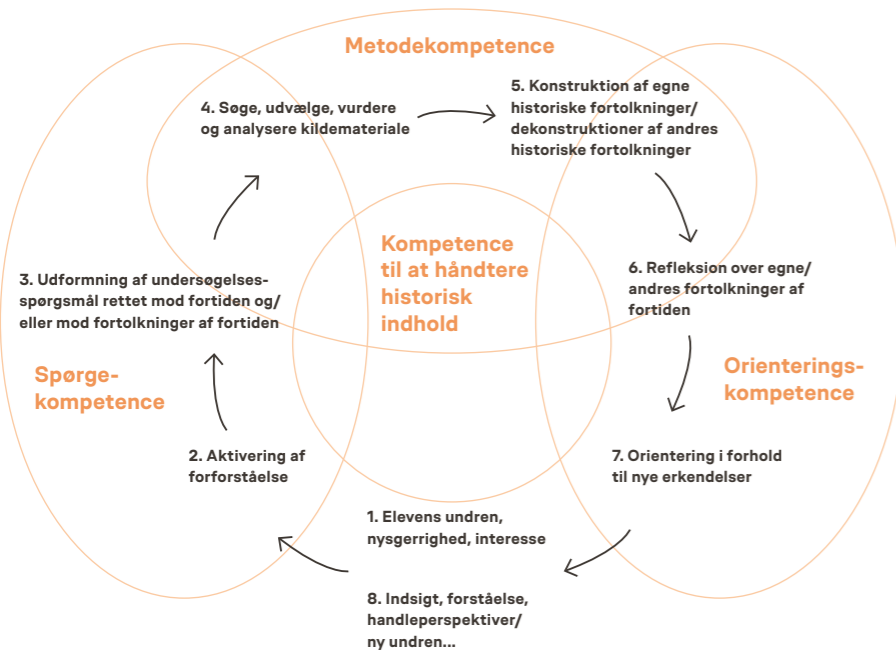 Metodekompetence
4. Søge, udvælge, vurdere
og analysere kildemateriale
5. Konstruktion af egne
historiske fortolkninger/
dekonstruktioner af andres
historiske fortolkninger
Kompetence
til at håndtere
historisk
indhold
3. Udformning af undersøgelses-
spørgsmål rettet mod fortiden og/
eller mod fortolkninger af fortiden
6. Refleksion over egne/
andres fortolkninger af
fortiden
Spørge-
kompetence
Orienterings-
kompetence
2. Aktivering af
forforståelse
7. Orientering i forhold
til nye erkendelser
1. Elevens undren,
nysgerrighed, interesse
8. Indsigt, forståelse,
handleperspektiver/
ny undren...